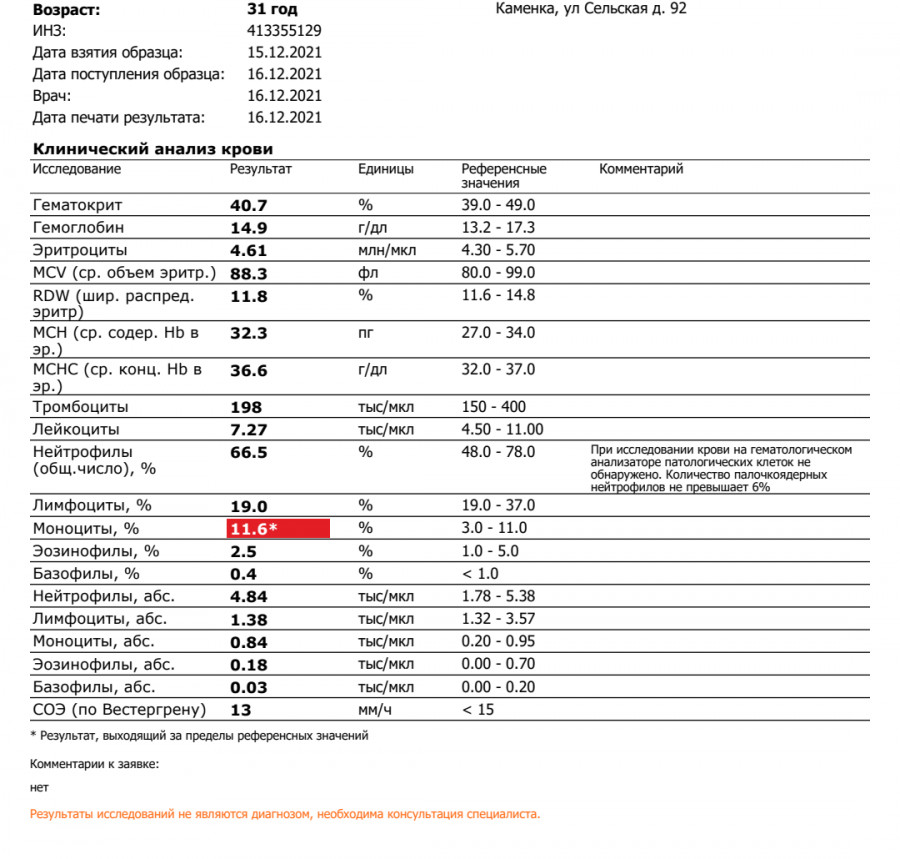 Возраст: 31 год Каменка, ул Сельская д. 92
ИНЗ: 413355129
Дата взятия образца: 15.12.2021
Дата поступления образца: 16.12.2021
Врач: 16.12.2021
Дата печати результата: 16.12.2021
Клинический анализ крови
Исследование Результат Единицы Референсные Комментарий
значения
Гематокрит 40.7 % 39.0 - 49.0
Гемоглобин 14.9 г/дл 13.2 - 17.3
Эритроциты 4.61 млн/мкл 4.30 - 5.70
MCV (ср. объем эритр.) 88.3 фл 80.0 - 99.0
RDW (шир. распред. 11.8 % 11.6 - 14.8
эритр)
MCH (ср. содер. Hb в 32.3 пг 27.0 - 34.0
эр.)
MCHC (ср. конц. Hb в 36.6 г/дл 32.0 - 37.0
эр.)
Тромбоциты 198 тыс/мкл 150 - 400
Лейкоциты 7.27 тыс/мкл 4.50 - 11.00
Нейтрофилы 66.5 % 48.0 - 78.0 При исследовании крови на гематологическом
(общ.число), % анализаторе патологических клеток не
обнаружено. Количество палочкоядерных
нейтрофилов не превышает 6%
Лимфоциты, % 19.0 % 19.0 - 37.0
Моноциты, % 11.6* % 3.0 - 11.0
Эозинофилы, % 2.5 % 1.0 - 5.0
Базофилы, % 0.4 % < 1.0
Нейтрофилы, абс. 4.84 тыс/мкл 1.78 - 5.38
Лимфоциты, абс. 1.38 тыс/мкл 1.32 - 3.57
Моноциты, абс. 0.84 тыс/мкл 0.20 - 0.95
Эозинофилы, абс. 0.18 тыс/мкл 0.00 - 0.70
Базофилы, абс. 0.03 тыс/мкл 0.00 - 0.20
СОЭ (по Вестергрену) 13 мм/ч < 15
* Результат, выходящий за пределы референсных значений
Комментарии к заявке:
нет
Результаты исследований не являются диагнозом, необходима консультация специалиста.